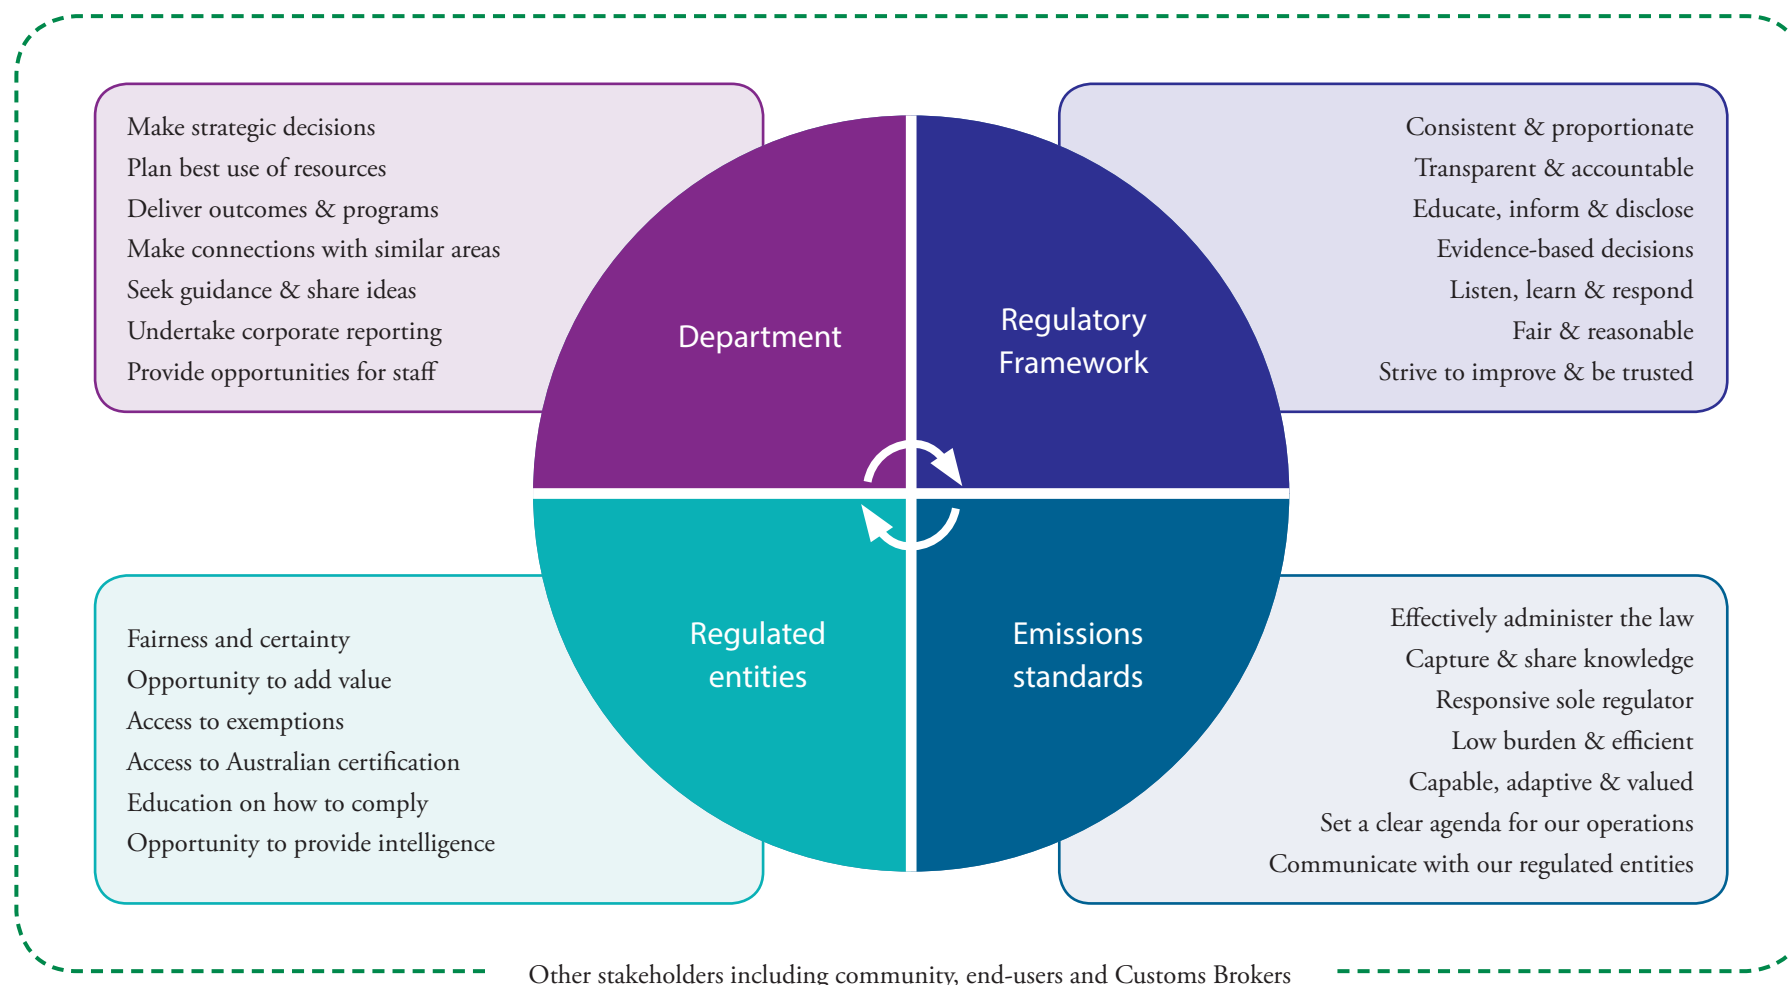 Make strategic decisions
Plan best use of resources
Deliver outcomes & programs
Make connections with similar areas
Seek guidance & share ideas
Undertake corporate reporting
Provide opportunities for staff
Department
Regulatory
Framework
Consistent & proportionate
Transparent & accountable
Educate, inform & disclose
Evidence-based decisions
Listen, learn & respond
Fair & reasonable
Strive to improve & be trusted
Fairness and certainty
Opportunity to add value
Access to exemptions
Access to Australian certification
Education on how to comply
Opportunity to provide intelligence
Regulated
entities
Emissions
standards
Effectively administer the law
Capture & share knowledge
Responsive sole regulator
Low burden & efficient
Capable, adaptive & valued
Set a clear agenda for our operations
Communicate with our regulated entities
Other stakeholders including community, end-users and Customs Brokers